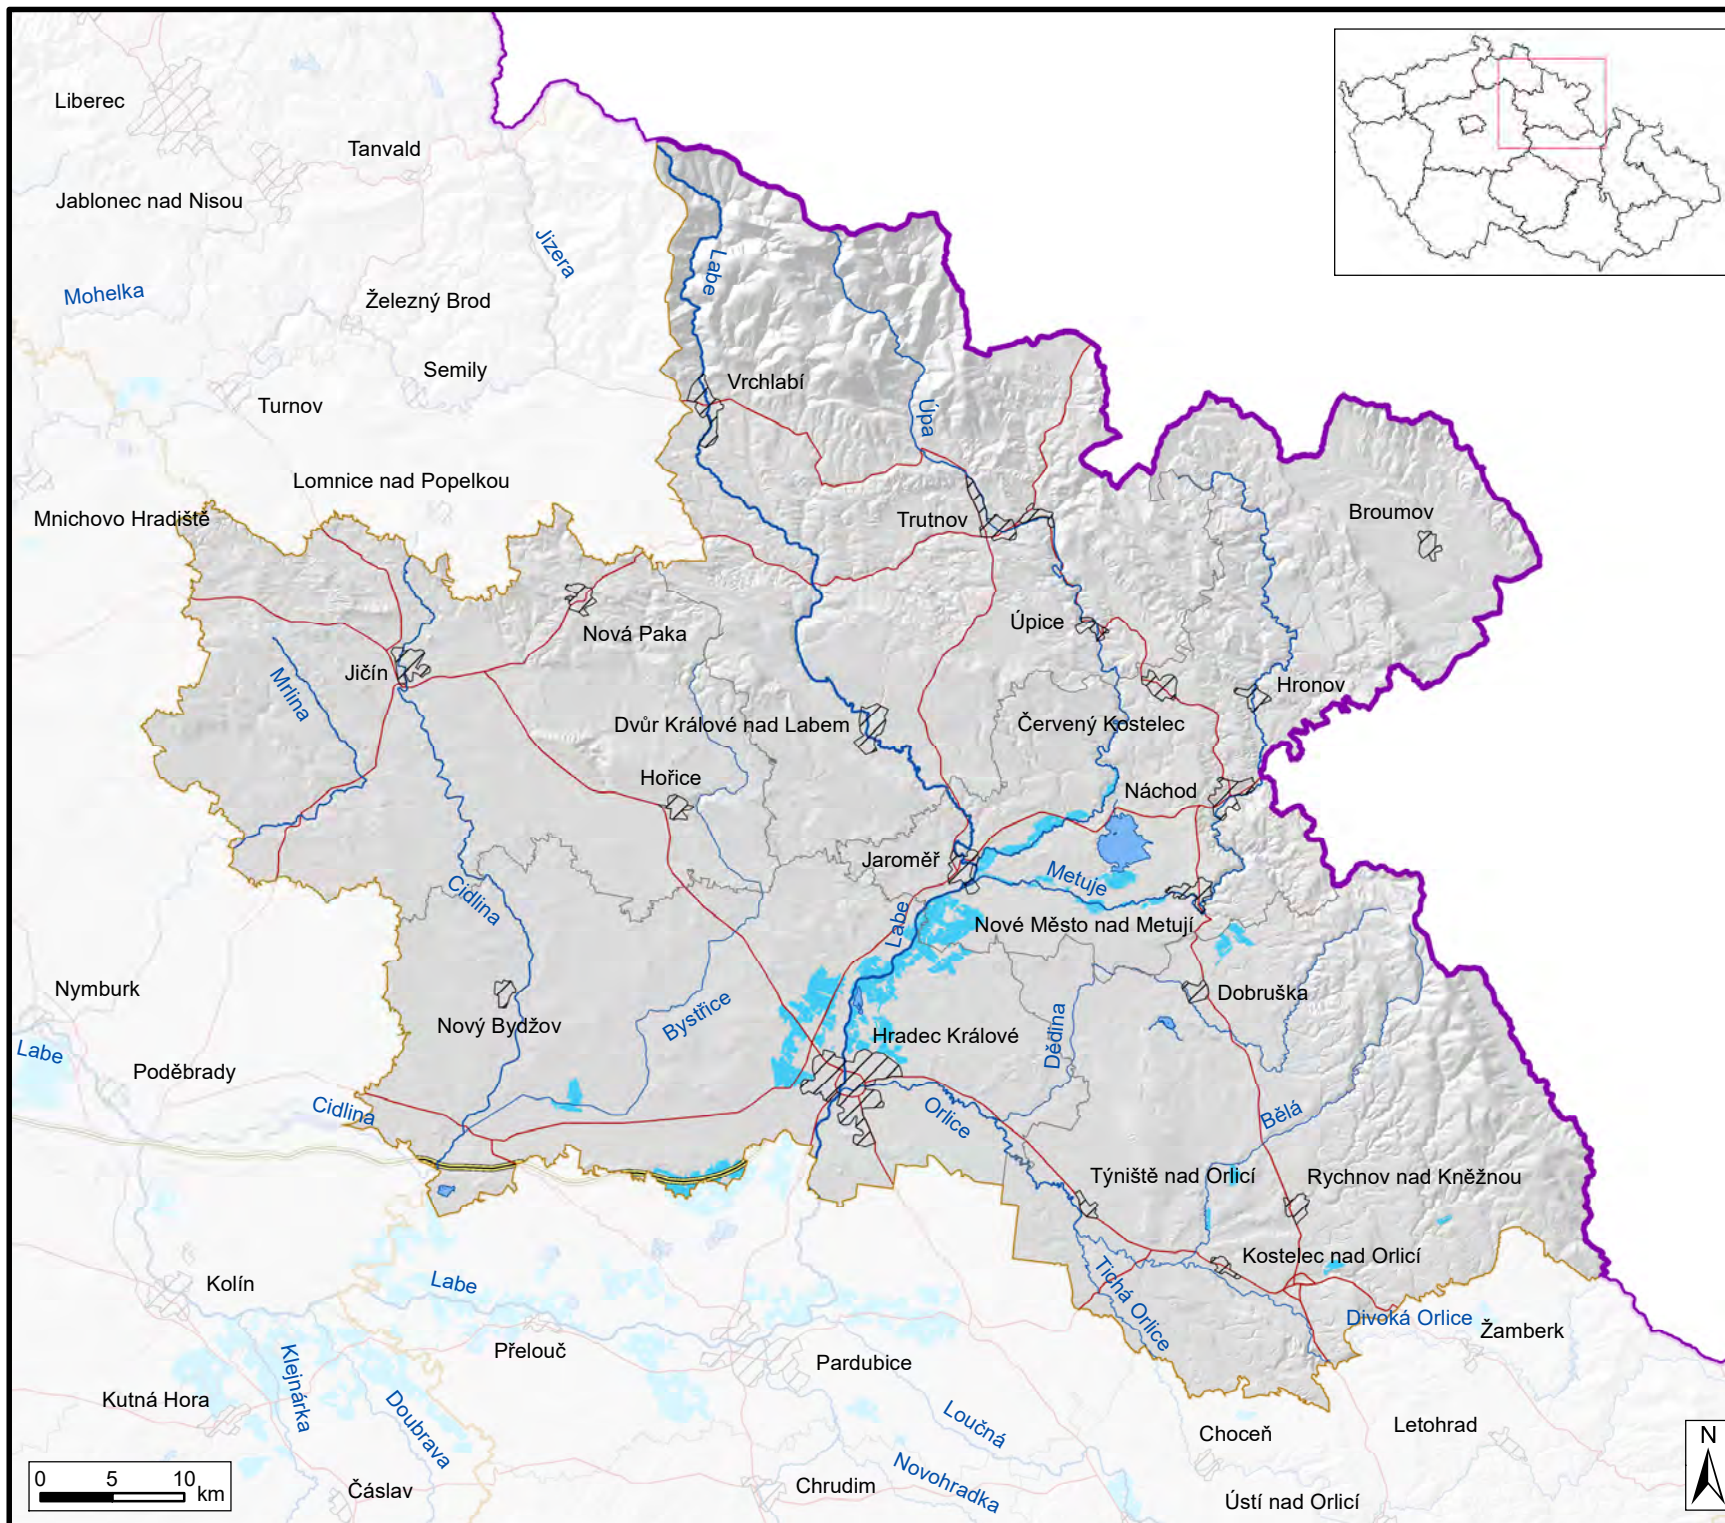 Liberec
Tanvald
Jablonec nad Nisou
Jizera
Labe
Mohelka
Železný Brod
Semily
Vrchlabí
Turnov
Úpa
Lomnice nad Popelkou
Mnichovo Hradiště
Trutnov
Broumov
Úpice
Nová Paka
Jičín
Mrlina
Hronov
Dvůr Králové nad Labem
Červený Kostelec
Hořice
Náchod
Jaroměř
Metuje
Cidlina
Labe
Nové Město nad Metují
Nymburk
Dobruška
Nový Bydžov
Bystřice
Hradec Králové
Dědina
Labe
Poděbrady
Cidlina
Orlice
Bělá
Týniště nad Orlicí
Rychnov nad Kněžnou
Kostelec nad Orlicí
Kolín
Labe
Tichá Orlice
Divoká Orlice
Žamberk
Přelouč
Pardubice
Klejnárka
Kutná Hora
Doubrava
Loučná
Choceň
Letohrad
N
Novohradka
Čáslav
Chrudim
Ústí nad Orlicí
0 5 10
km